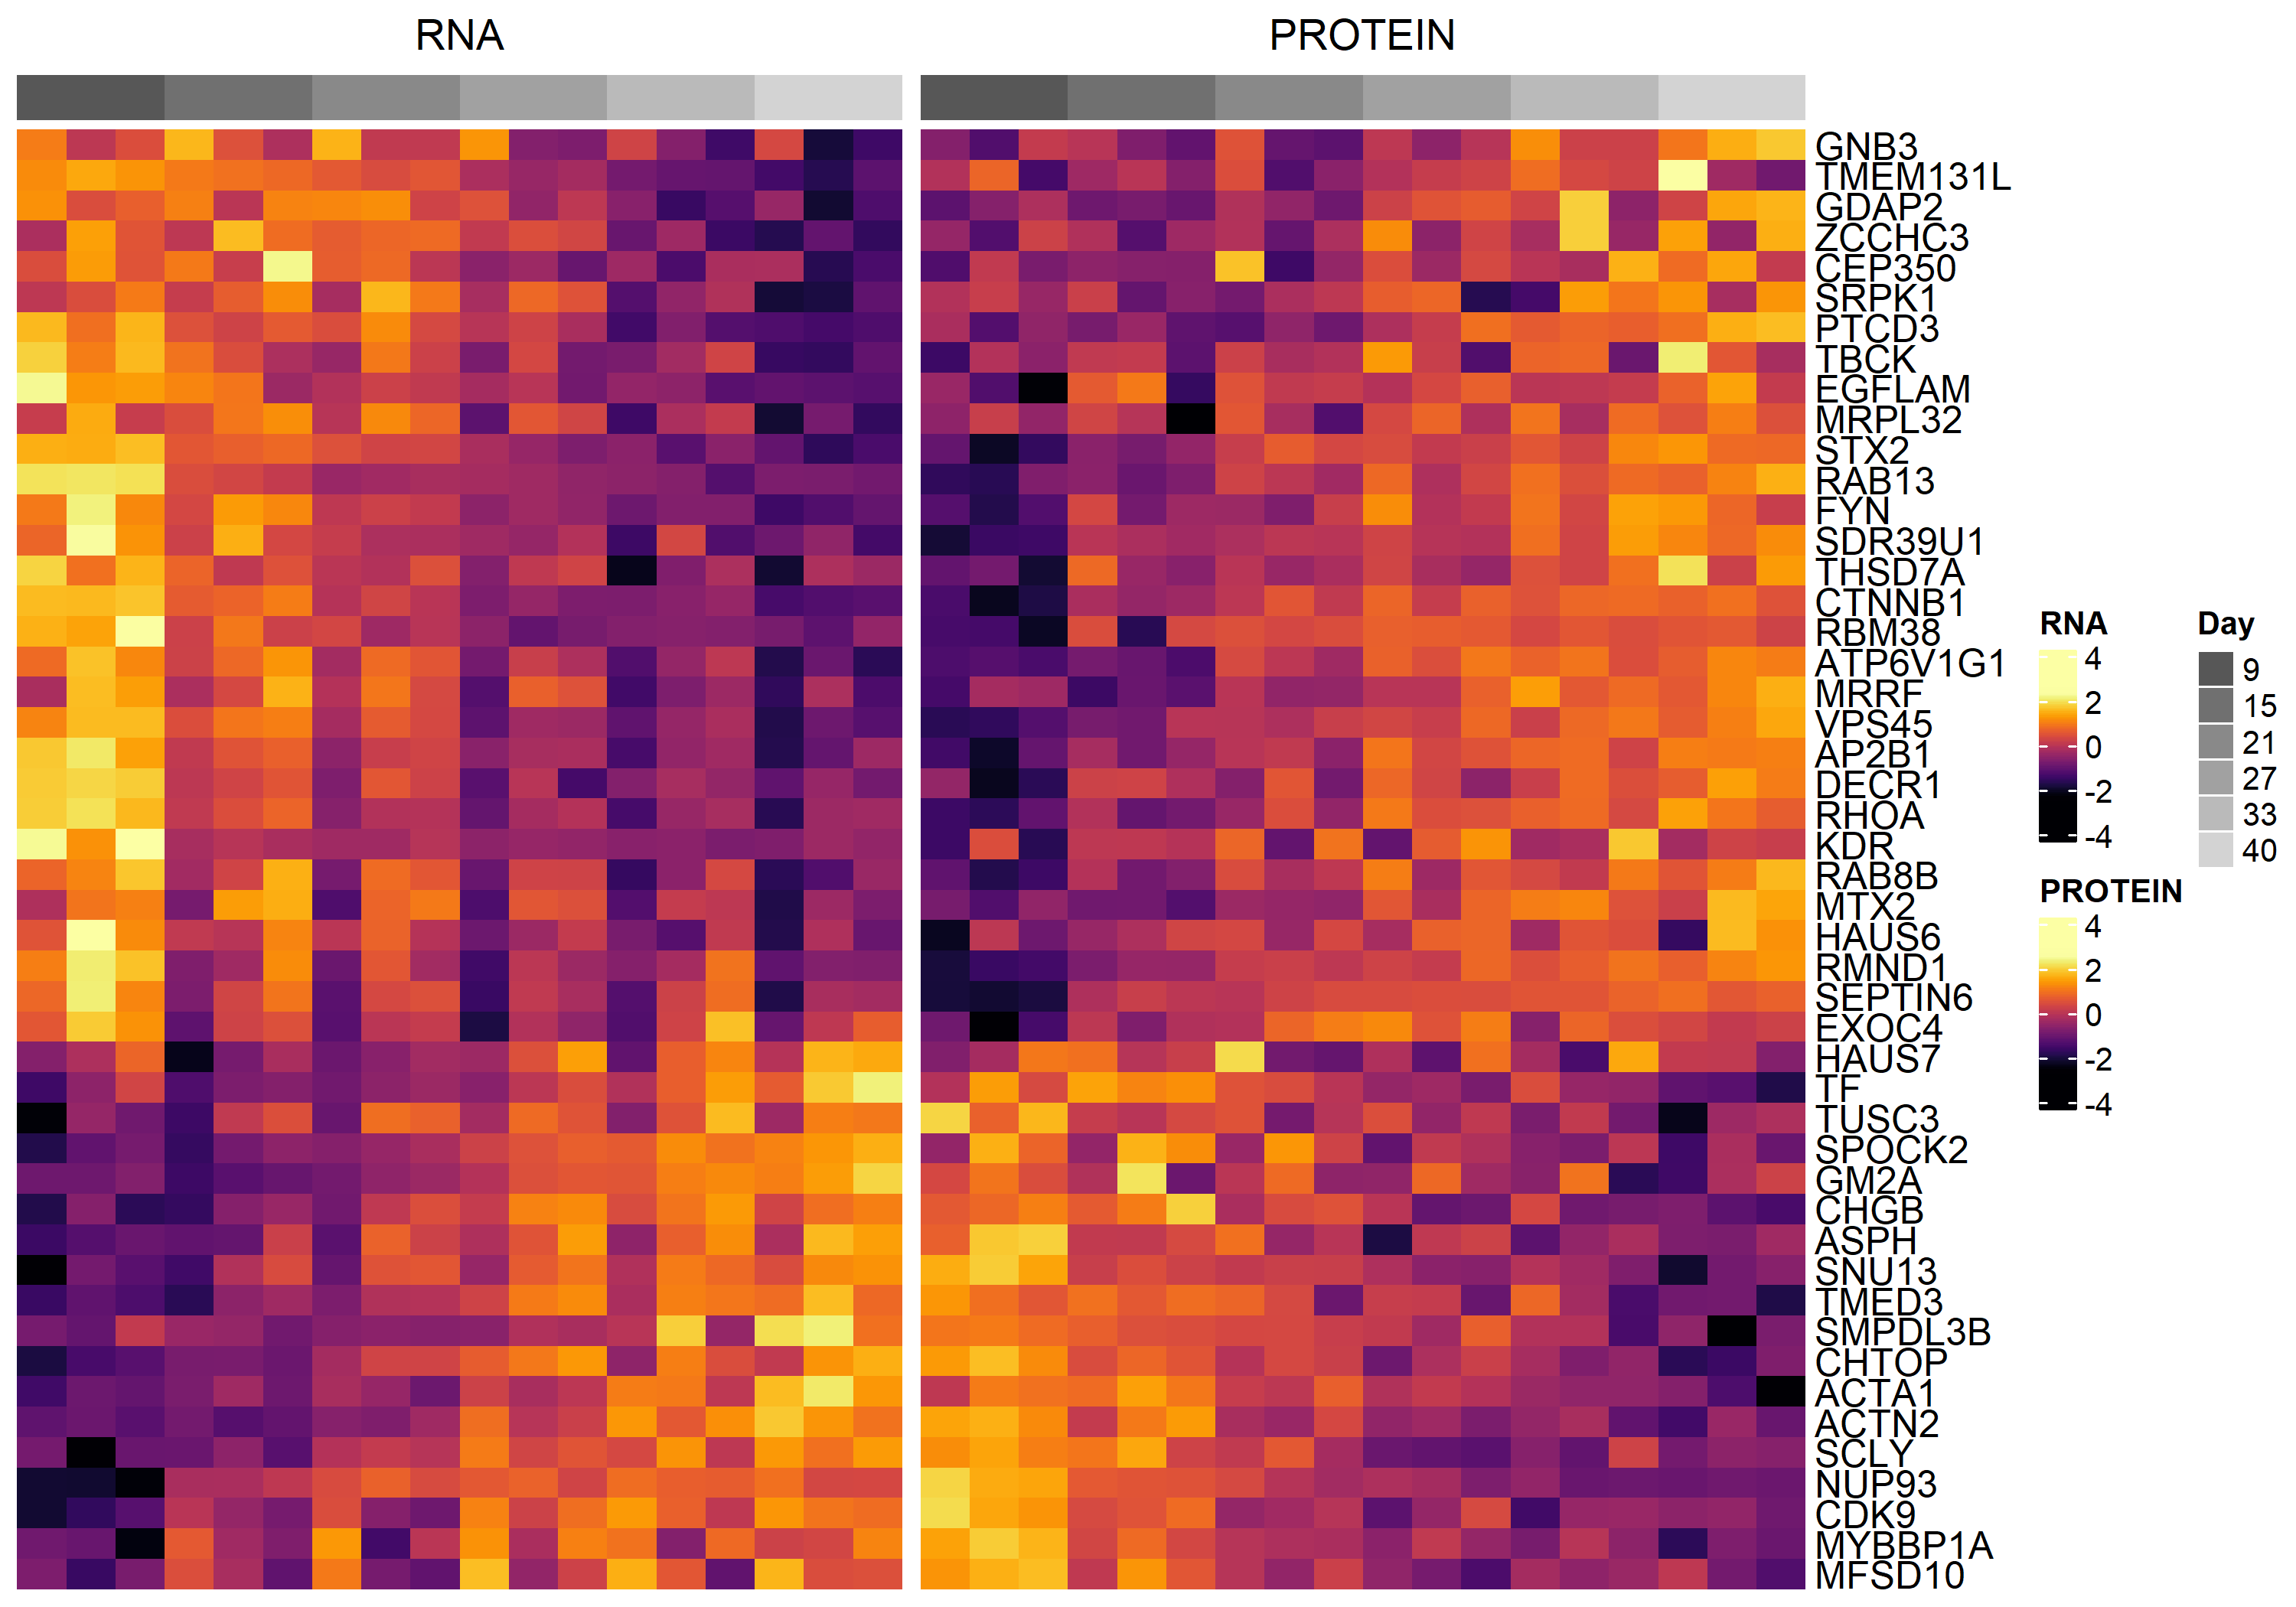 RNA
PROTEIN
GNB3
TMEM131L
GDAP2
ZCCHC3
CEP350
SRPK1
PTCD3
TBCK
EGFLAM
MRPL32
STX2
RAB13
FYN
SDR39U1
THSD7A
CTNNB1
RBM38
ATP6V1G1
MRRF
VPS45
AP2B1
DECR1
RHOA
KDR
RAB8B
MTX2
HAUS6
RMND1
SEPTIN6
EXOC4
HAUS7
TF
TUSC3
SPOCK2
GM2A
CHGB
ASPH
SNU13
TMED3
SMPDL3B
CHTOP
ACTA1
ACTN2
SCLY
NUP93
CDK9
MYBBP1A
MFSD10
RNA
4
2
0
-2
-4
PROTEIN
4
2
0
-2
-4
Day
9
15
21
27
33
40